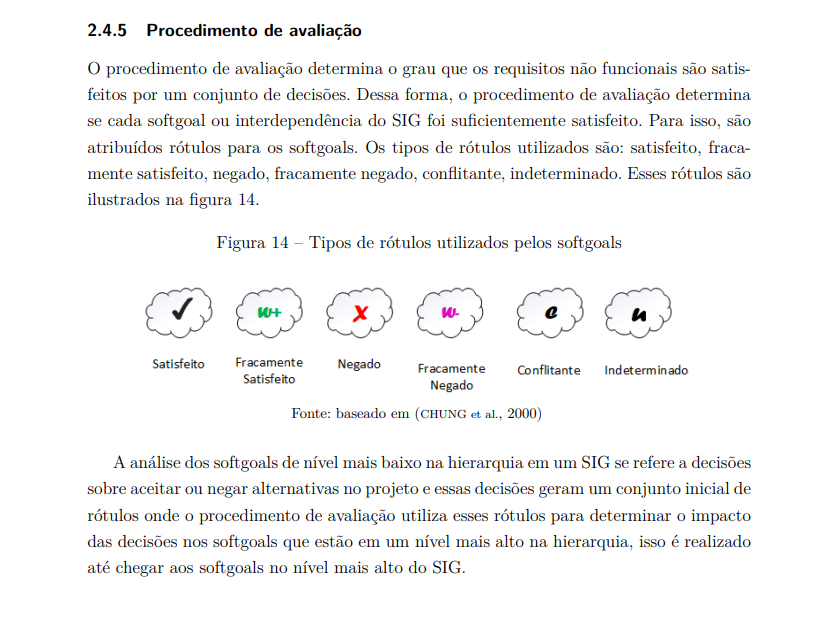 2.4.5 Procedimento de avaliação
O procedimento de avaliação determina o grau que os requisitos não funcionais são satis-
feitos por um conjunto de decisões. Dessa forma, o procedimento de avaliação determina
se cada softgoal ou interdependência do SIG foi suficientemente satisfeito. Para isso, são
atribuídos rótulos para os softgoals. Os tipos de rótulos utilizados são: satisfeito, fraca-
mente satisfeito, negado, fracamente negado, conflitante, indeterminado. Esses rótulos são
ilustrados na figura 14.
Figura 14 – Tipos de rótulos utilizados pelos softgoals
✓ w+ x w- e u
Satisfeito Fracamente Satisfeito Negado Fracamente Negado Conflitante Indeterminado
Fonte: baseado em (CHUNG et al., 2000)
A análise dos softgoals de nível mais baixo na hierarquia em um SIG se refere a decisões
sobre aceitar ou negar alternativas no projeto e essas decisões geram um conjunto inicial de
rótulos onde o procedimento de avaliação utiliza esses rótulos para determinar o impacto
das decisões nos softgoals que estão em um nível mais alto na hierarquia, isso é realizado
até chegar aos softgoals no nível mais alto do SIG.